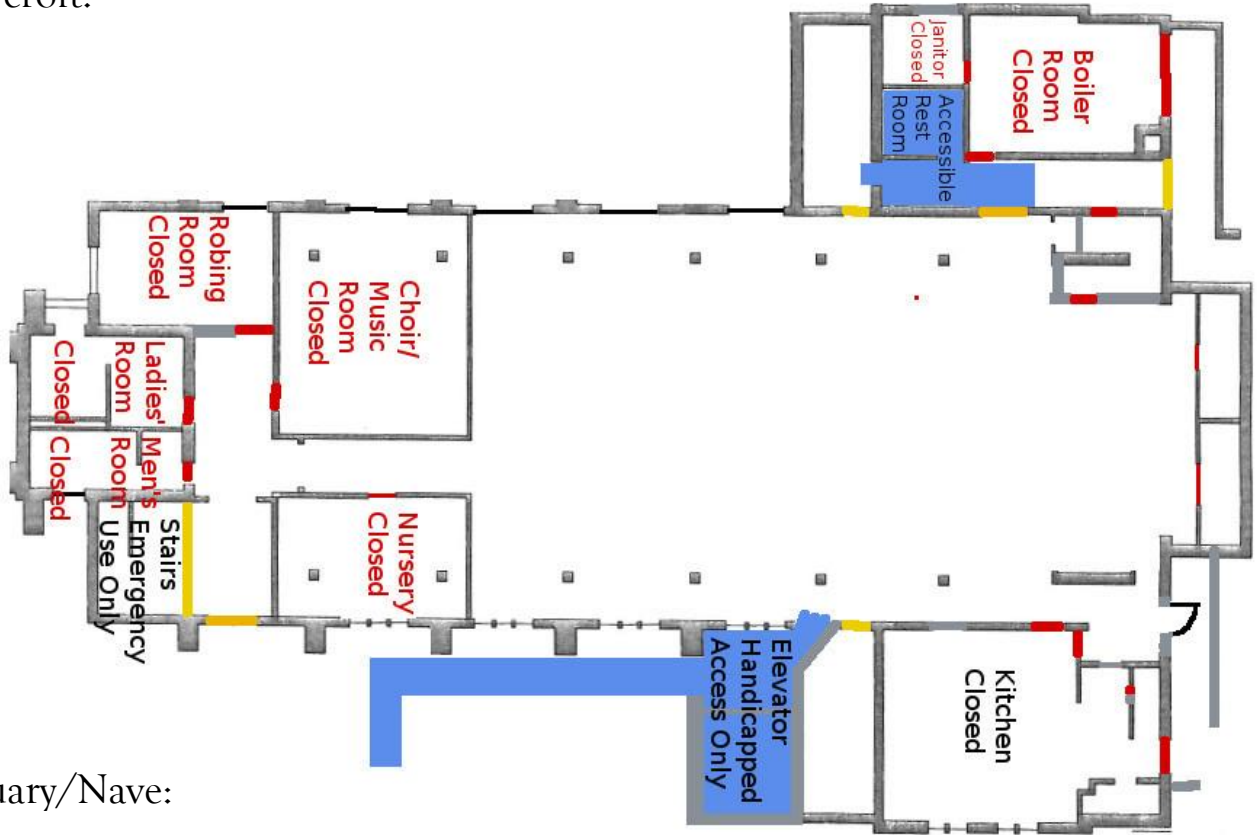 croft:
Janitor
Closed
Boiler
Room
Closed
Accessible
Rest
Room
Robing
Room
Closed
Choir/
Music
Room
Closed
Ladies'
Room
Closed
Men's
Room
Closed
Stairs
Emergency
Use Only
Nursery
Closed
Elevator
Handicapped
Access Only
Kitchen
Closed
uary/Nave: